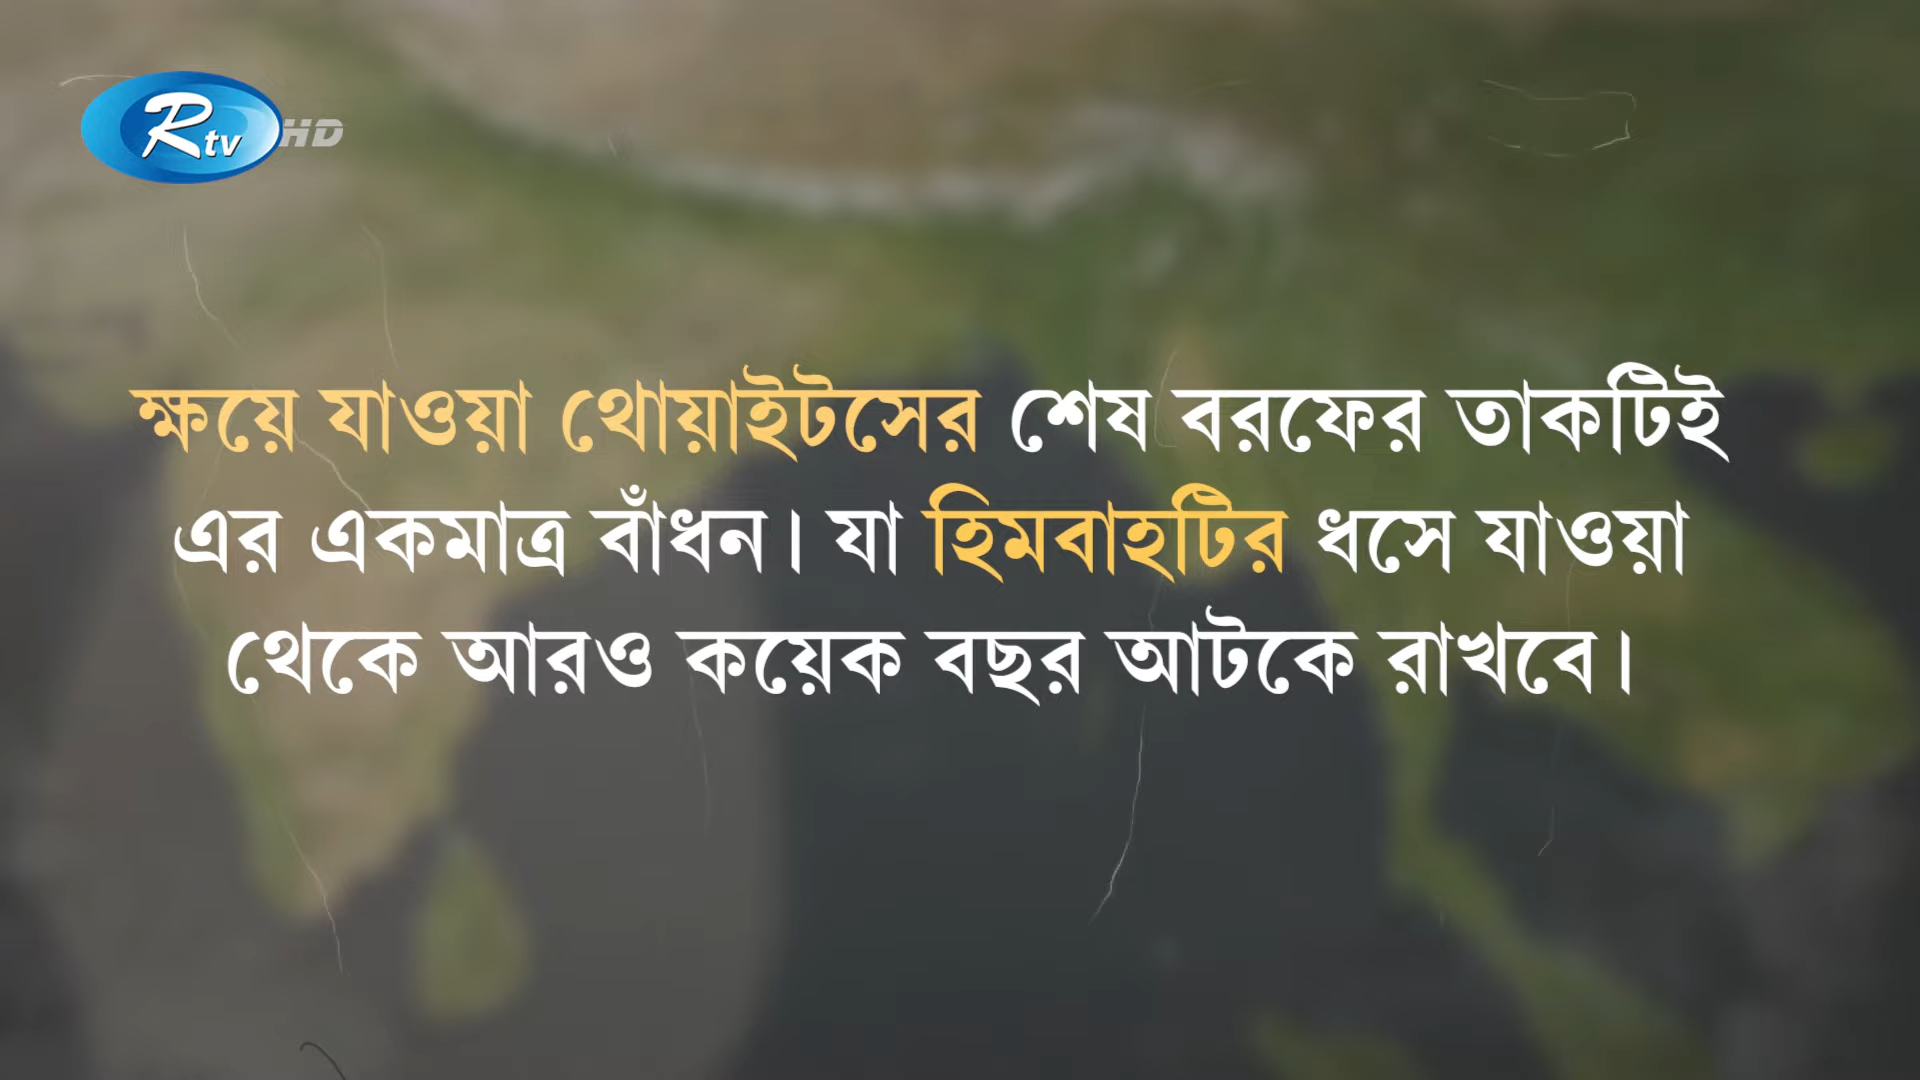 Rtv HD
ক্ষয়ে যাওয়া থোয়াইটসের শেষ বরফের তাকটিই
এর একমাত্র বাঁধন। যা হিমবাহটির ধসে যাওয়া
থেকে আরও কয়েক বছর আটকে রাখবে।